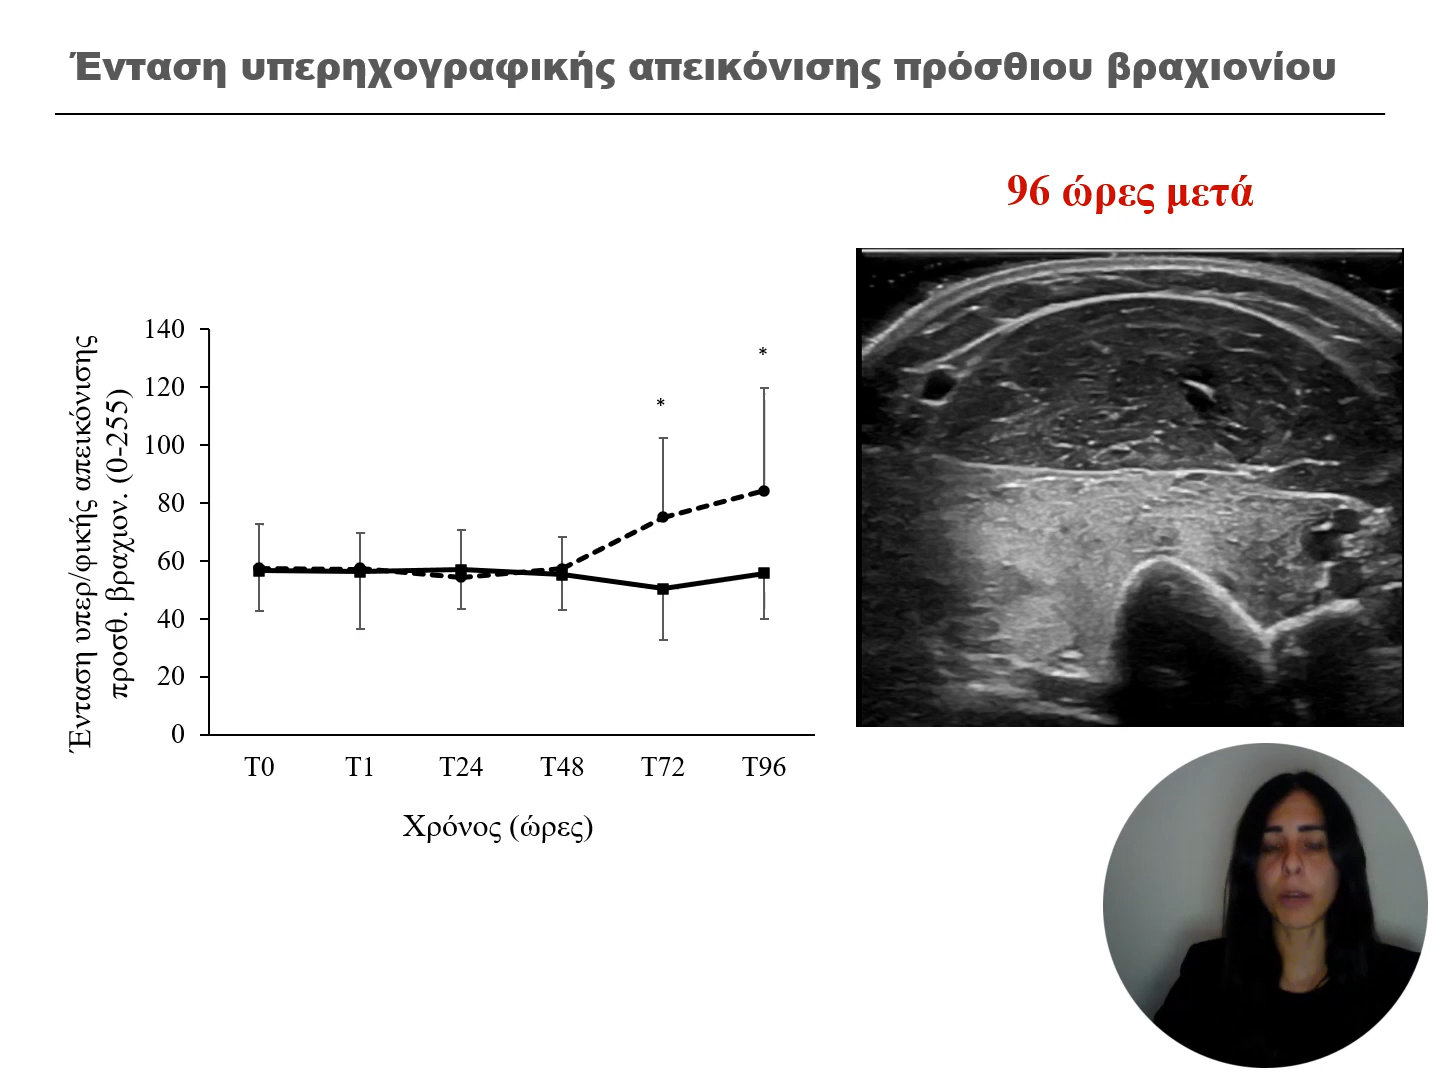 Ένταση υπερηχογραφικής απεικόνισης πρόσθιου βραχιονίου
96 ώρες μετά
Ένταση υπερ/φικής απεικόνισης
προσθ. βραχιον. (0-255)
140
120
100
80
60
40
20
0
*
*
T0 T1 T24 T48 T72 T96
Χρόνος (ώρες)